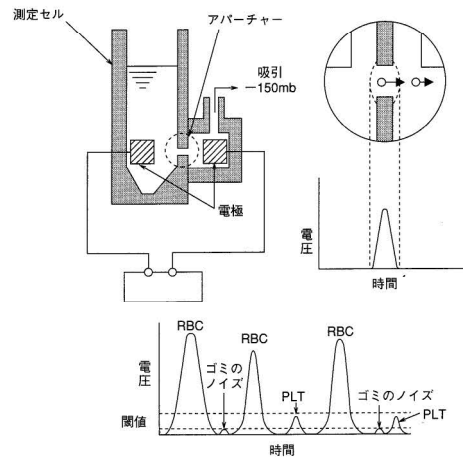 測定セル
アパーチャー
吸引
−150mb
電極
電圧
時間
RBC
RBC
RBC
電圧
ゴミの
ノイズ
PLT
ゴミのノイズ
PLT
閾値
時間